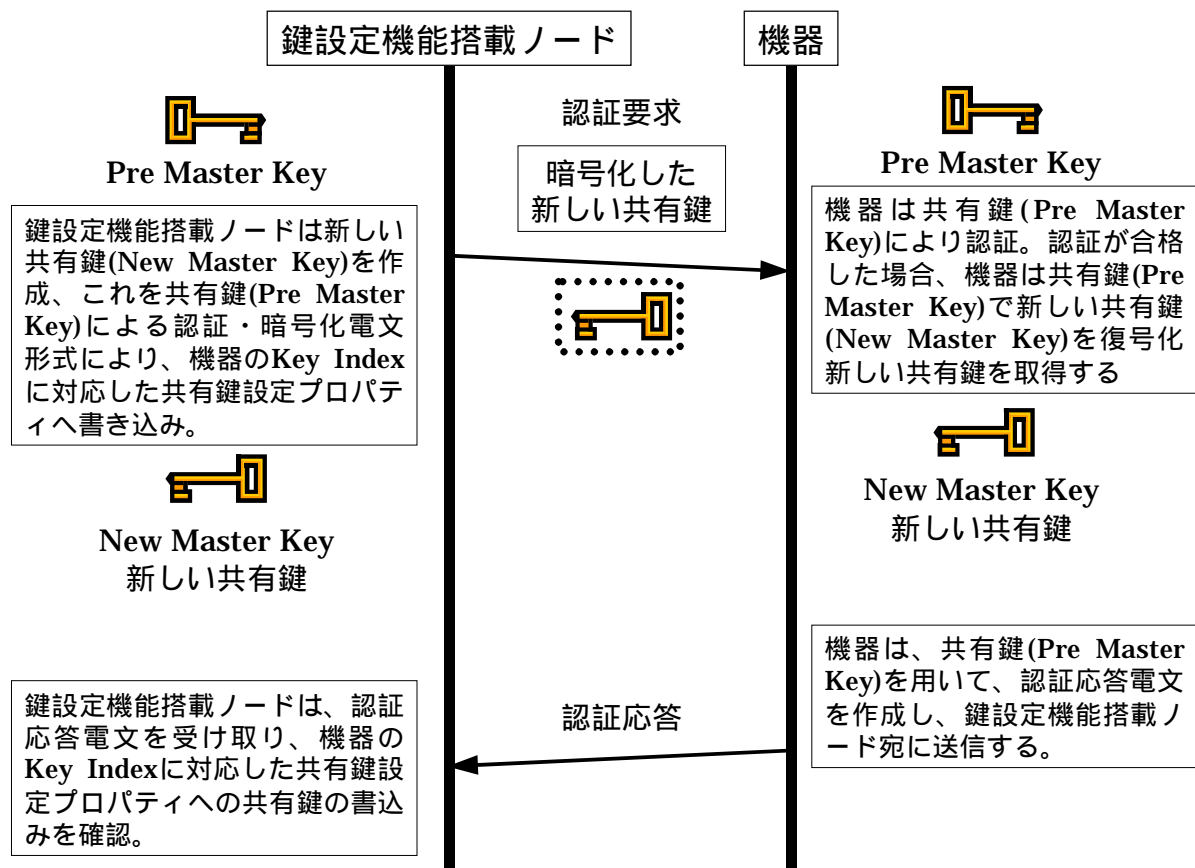 鍵設定機能搭載ノード
機器
認証要求
Pre Master Key
Pre Master Key
暗号化した
新しい共有鍵
鍵設定機能搭載ノードは新しい
共有鍵(New Master Key)を作
成、これを共有鍵(Pre Master
Key)による認証・暗号化電文
形式により、機器のKey Index
に対応した共有鍵設定プロパテ
ィへ書き込み。
機器は共有鍵(Pre Master
Key)により認証。認証が合格
した場合、機器は共有鍵(Pre
Master Key)で新しい共有鍵
(New Master Key)を復号化
新しい共有鍵を取得する
New Master Key
新しい共有鍵
New Master Key
新しい共有鍵
機器は、共有鍵(Pre Master
Key)を用いて、認証応答電文
を作成し、鍵設定機能搭載ノ
ード宛に送信する。
認証応答
鍵設定機能搭載ノードは、認証
応答電文を受け取り、機器の
Key Indexに対応した共有鍵設
定プロパティへの共有鍵の書込
みを確認。